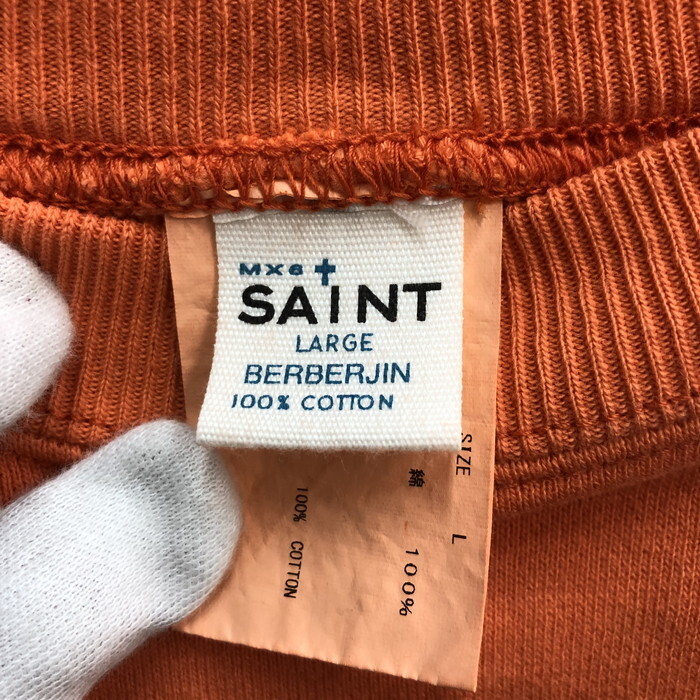 MX6 ✝
SAINT
LARGE
BERBERJIN
100% COTTON
SIZE L
綿 100%
100% COTTON